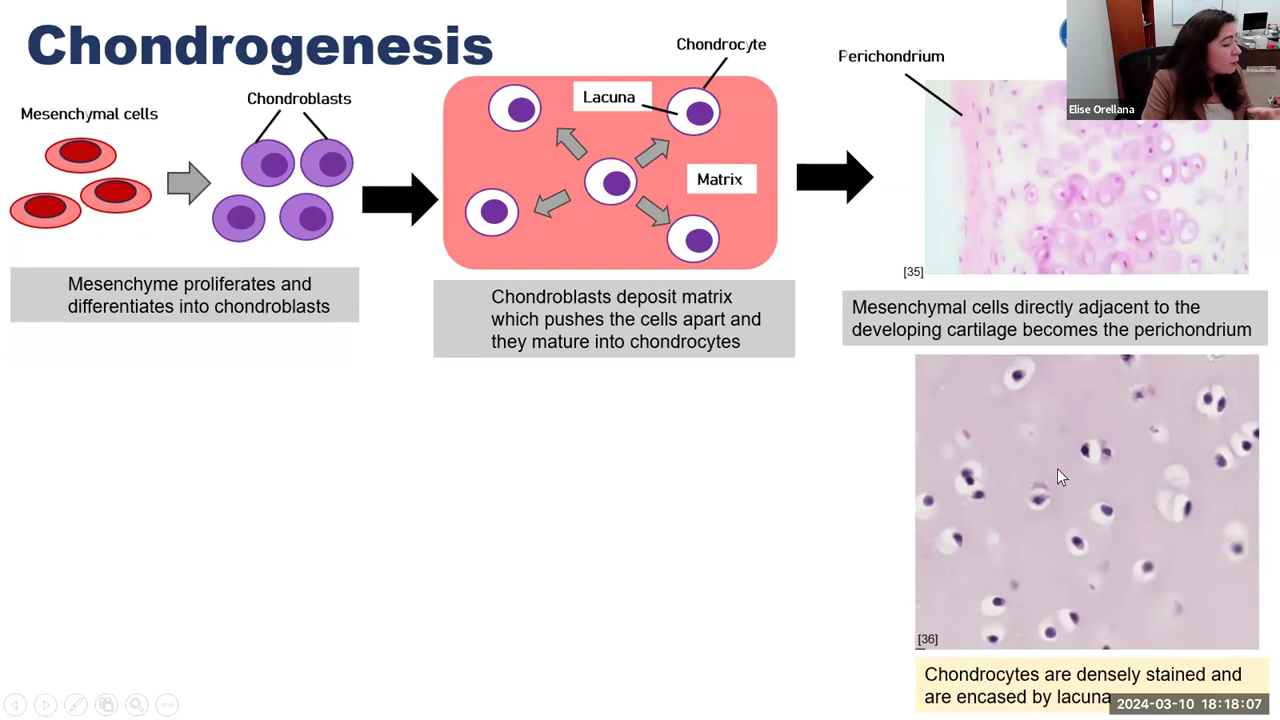 Chondrogenesis
Mesenchymal cells
Chondroblasts
Mesenchyme proliferates and
differentiates into chondroblasts
Chondrocyte
Lacuna
Matrix
Chondroblasts deposit matrix
which pushes the cells apart and
they mature into chondrocytes
Perichondrium
Elise Orellana
[35]
Mesenchymal cells directly adjacent to the
developing cartilage becomes the perichondrium
[36]
Chondrocytes are densely stained and
are encased by lacuna
2024-03-10 18:18:07